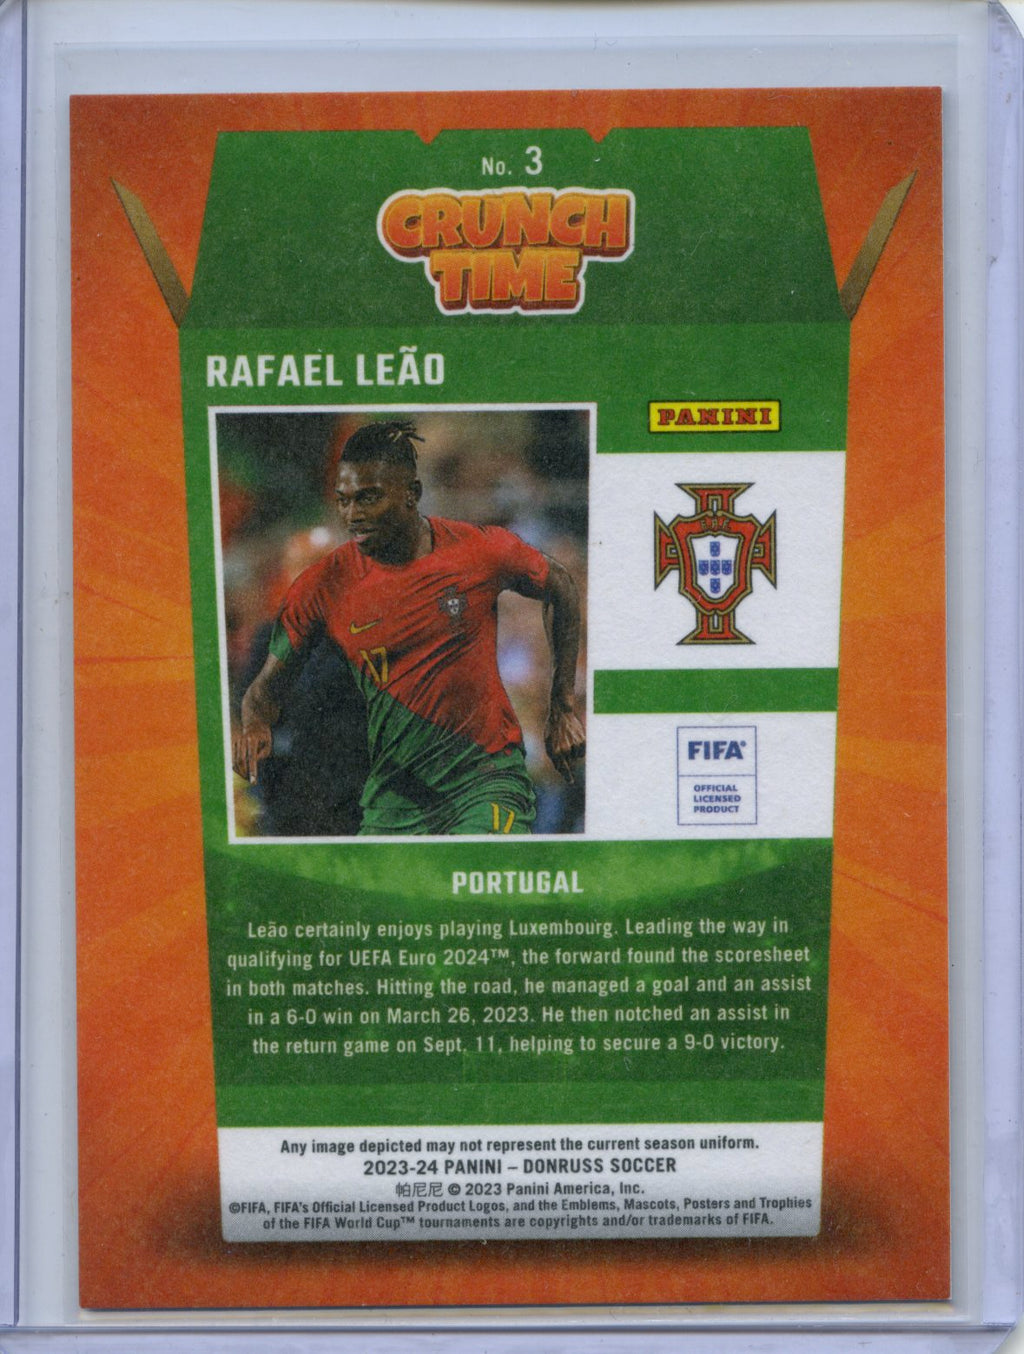 No. 3
CRUNCH
TIME
RAFAEL LEÃO
PANINI
F.P.F.
17
17
FIFA®
OFFICIAL
LICENSED
PRODUCT
PORTUGAL
Leão certainly enjoys playing Luxembourg. Leading the way in
qualifying for UEFA Euro 2024™, the forward found the scoresheet
in both matches. Hitting the road, he managed a goal and an assist
in a 6-0 win on March 26, 2023. He then notched an assist in
the return game on Sept. 11, helping to secure a 9-0 victory.
Any image depicted may not represent the current season uniform.
2023-24 PANINI – DONRUSS SOCCER
帕尼尼 © 2023 Panini America, Inc.
©FIFA, FIFA's Official Licensed Product Logos, and the Emblems, Mascots, Posters and Trophies
of the FIFA World Cup™ tournaments are copyrights and/or trademarks of FIFA.